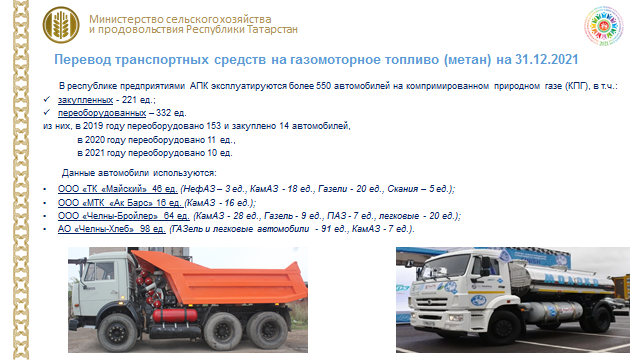 Министерство сельского хозяйства
и продовольствия Республики Татарстан
Перевод транспортных средств на газомоторное топливо (метан) на 31.12.2021
В республике предприятиями АПК эксплуатируются более 550 автомобилей на компримированном природном газе (КПГ), в т.ч.:
✓ закупленных - 221 ед.;
✓ переоборудованных – 332 ед.
из них, в 2019 году переоборудовано 153 и закуплено 14 автомобилей,
в 2020 году переоборудовано 11 ед.,
в 2021 году переоборудовано 10 ед.
Данные автомобили используются:
• ООО «ТК «Майский» 46 ед. (НефАЗ – 3 ед., КамАЗ - 18 ед., Газели - 20 ед., Скания – 5 ед.);
• ООО «МТК «Ак Барс» 16 ед. (КамАЗ - 16 ед.);
• ООО «Челны-Бройлер» 64 ед. (КамАЗ - 28 ед., Газель - 9 ед., ПАЗ - 7 ед., легковые - 20 ед.);
• АО «Челны-Хлеб» 98 ед. (ГАЗель и легковые автомобили - 91 ед., КамАЗ - 7 ед.).
МОЛОКО